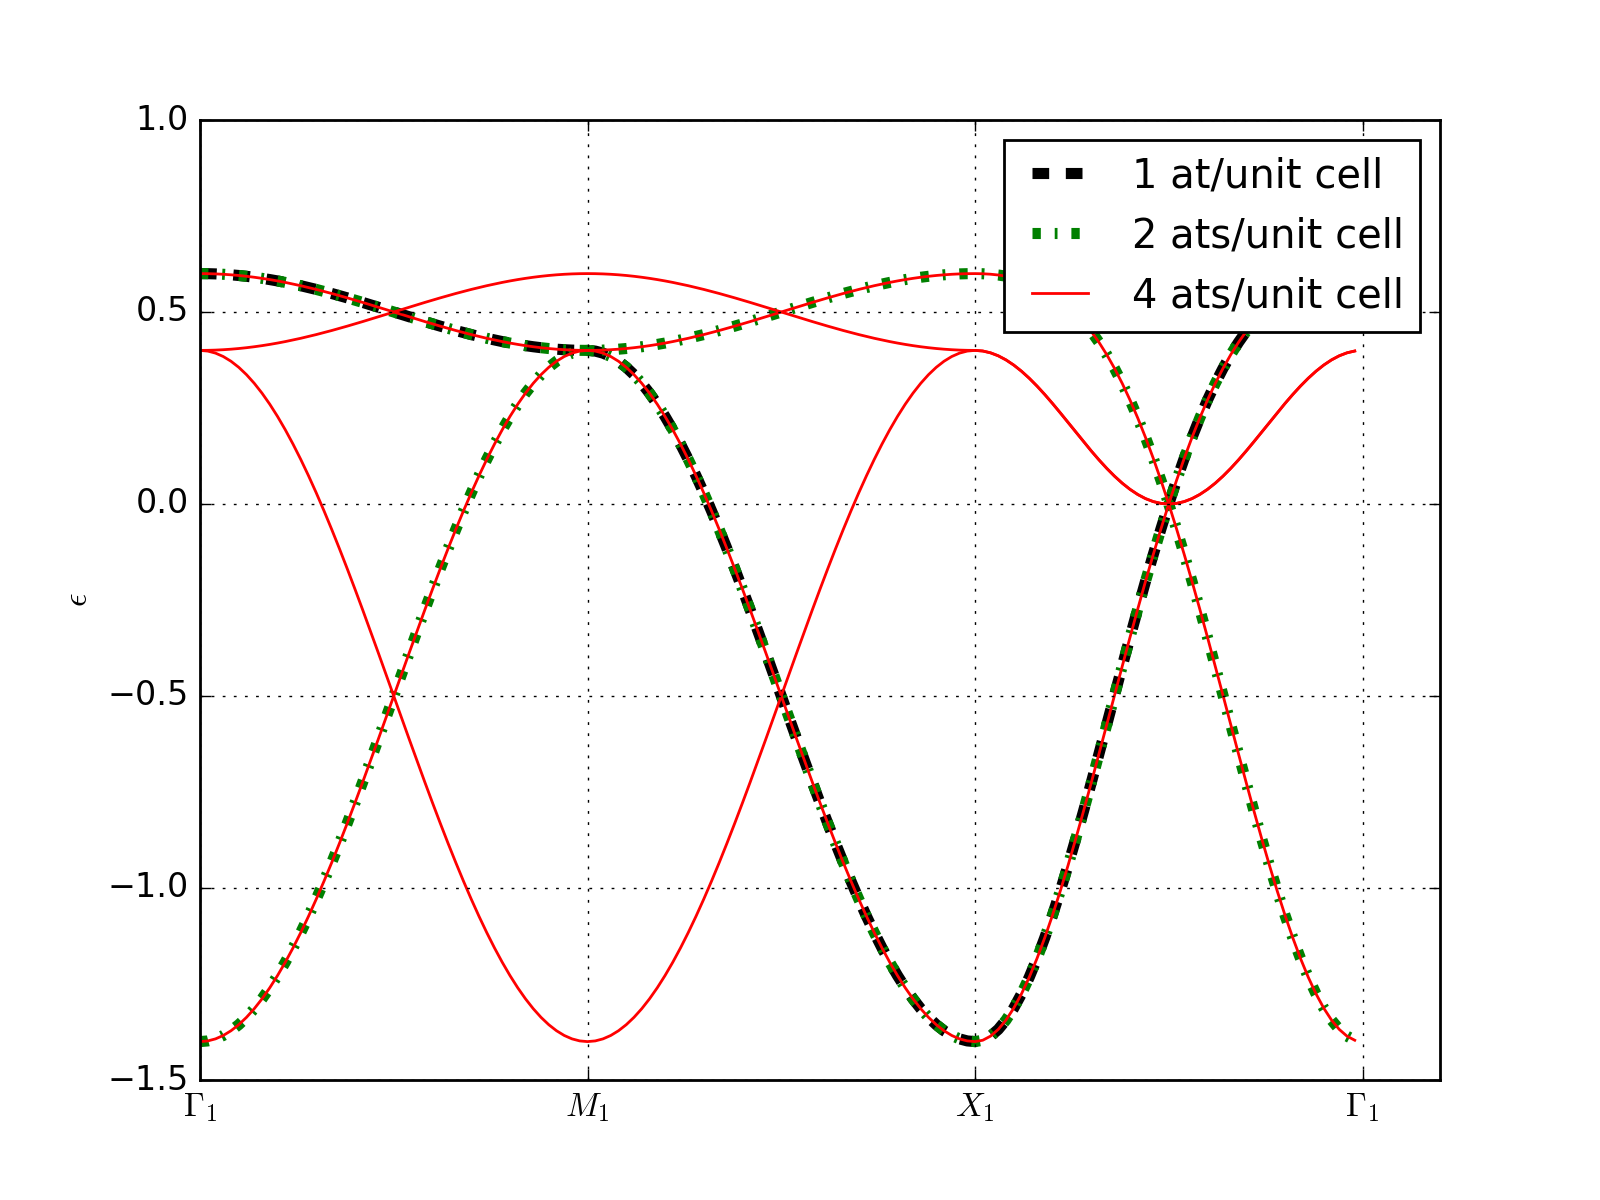 1.0
0.5
0.0
−0.5
−1.0
−1.5
ϵ
Γ₁
M₁
X₁
Γ₁
1 at/unit cell
2 ats/unit cell
4 ats/unit cell